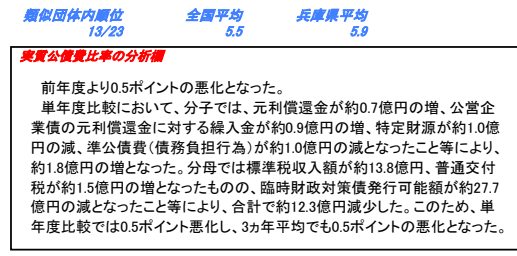 類似団体内順位 全国平均 兵庫県平均
13/23 5.5 5.9
実質公債費比率の分析欄
前年度より0.5ポイントの悪化となった。
単年度比較において、分子では、元利償還金が約0.7億円の増、公営企
業債の元利償還金に対する繰入金が約0.9億円の増、特定財源が約1.0億
円の減、準公債費(債務負担行為)が約1.0億円の減となったこと等により、
約1.8億円の増となった。分母では標準税収入額が約13.8億円、普通交付
税が約1.5億円の増となったものの、臨時財政対策債発行可能額が約27.7
億円の減となったこと等により、合計で約12.3億円減少した。このため、単
年度比較では0.5ポイント悪化し、3ヵ年平均でも0.5ポイントの悪化となった。